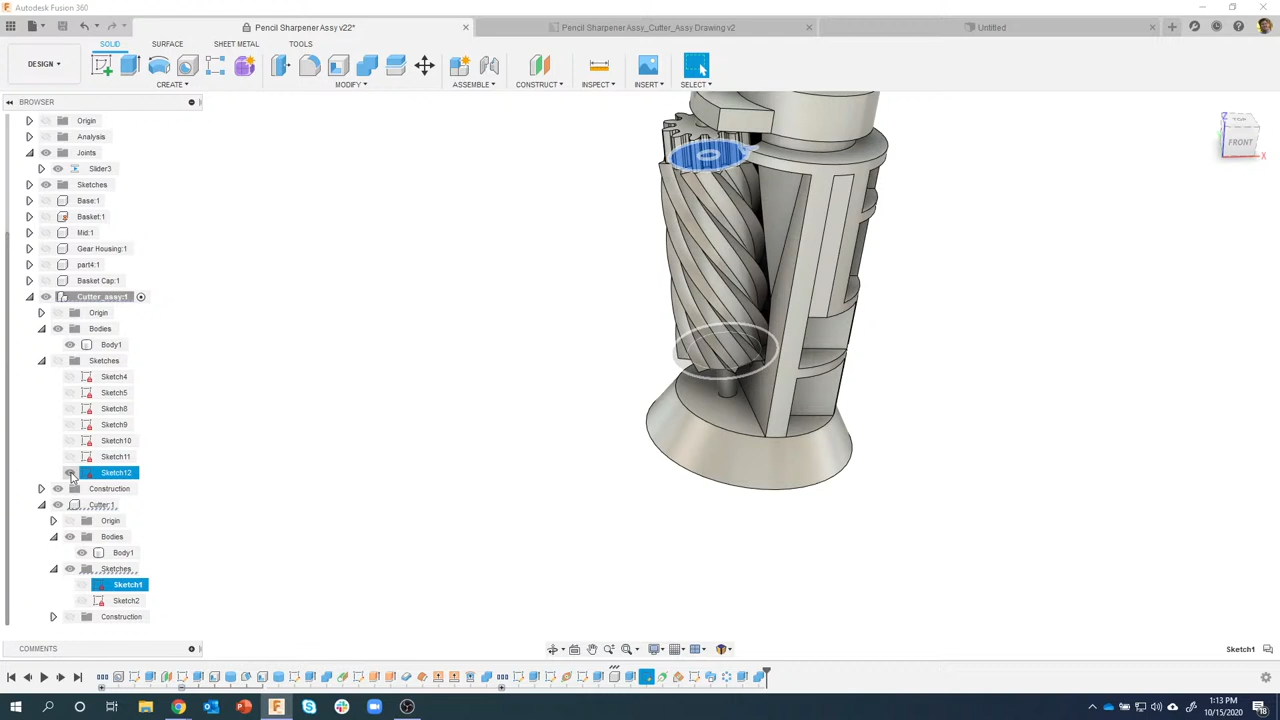 Autodesk Fusion 360
Pencil Sharpener Assy v22*
Pencil Sharpener Assy_Cutter_Assy Drawing v2
Untitled
SOLID
SURFACE
SHEET METAL
TOOLS
DESIGN
CREATE
MODIFY
ASSEMBLE
CONSTRUCT
INSPECT
INSERT
SELECT
BROWSER
Origin
Analysis
Joints
Slider3
Sketches
Base:1
Basket:1
Mid:1
Gear Housing:1
part4:1
Basket Cap:1
Cutter_assy:1
Origin
Bodies
Body1
Sketches
Sketch4
Sketch5
Sketch8
Sketch9
Sketch10
Sketch11
Sketch12
Construction
Cutter:1
Origin
Bodies
Body1
Sketches
Sketch1
Sketch2
Construction
TOP
FRONT
Z
X
COMMENTS
Sketch1
1:13 PM
10/15/2020
18